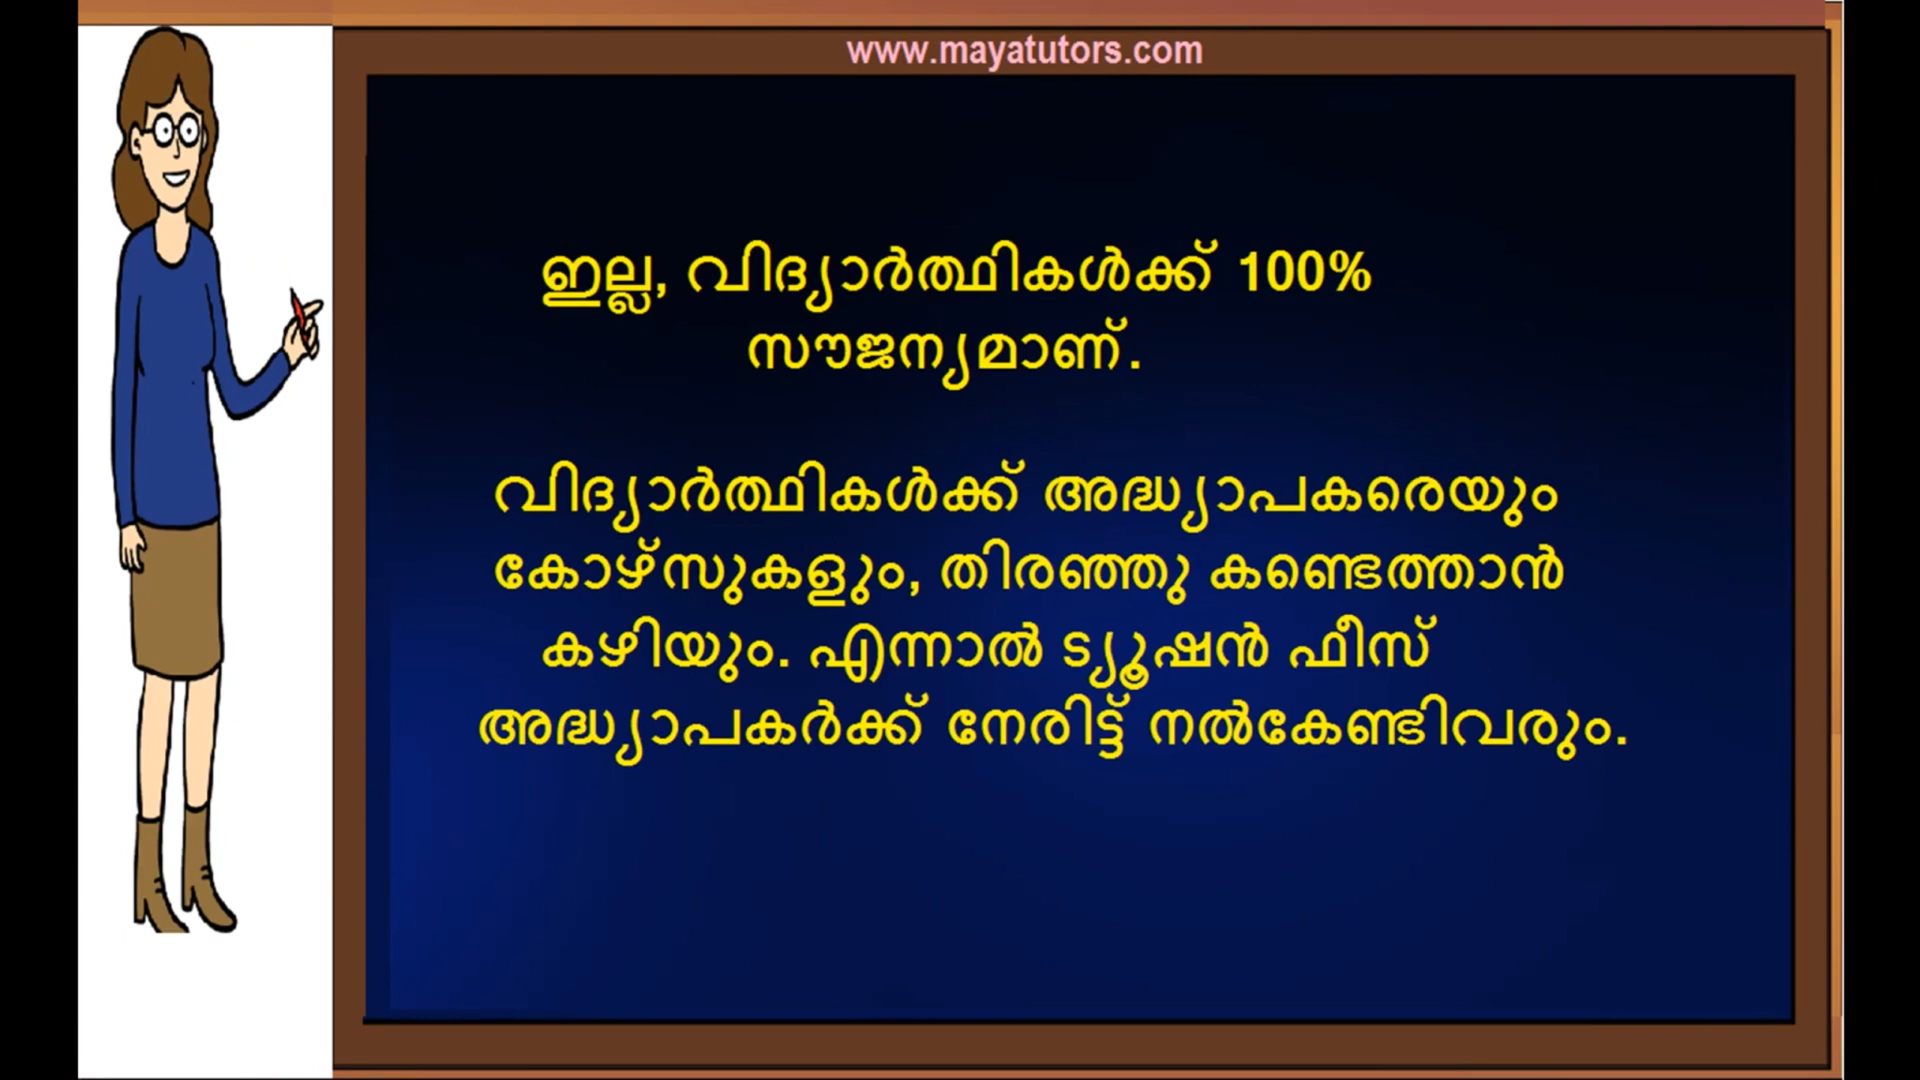 www.mayatutors.com
ഇല്ല, വിദ്യാർത്ഥികൾക്ക് 100%
സൗജന്യമാണ്.
വിദ്യാർത്ഥികൾക്ക് അദ്ധ്യാപകരെയും
കോഴ്സുകളും, തിരഞ്ഞു കണ്ടെത്താൻ
കഴിയും. എന്നാൽ ട്യൂഷൻ ഫീസ്
അദ്ധ്യാപകർക്ക് നേരിട്ട് നൽകേണ്ടിവരും.